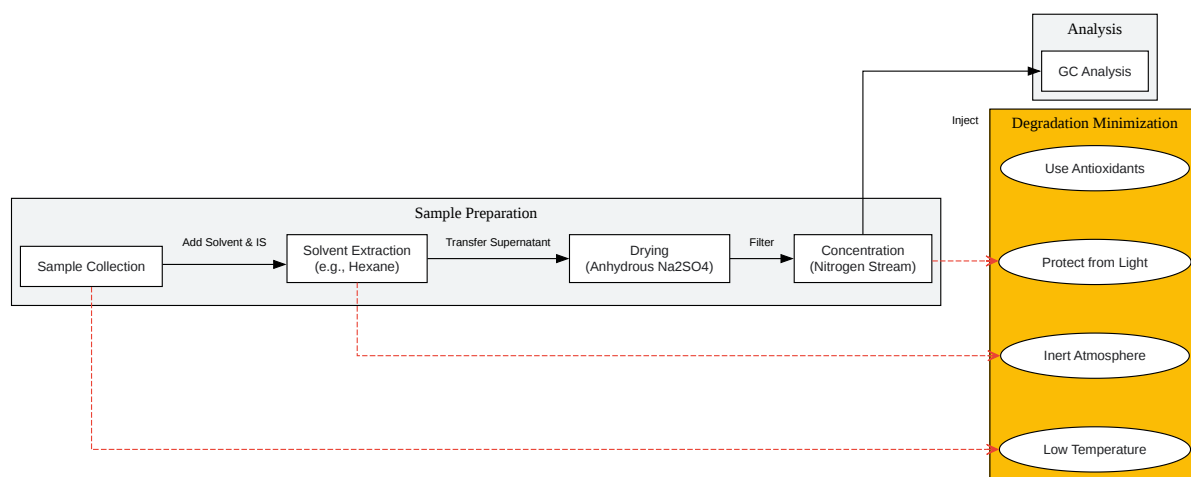 Analysis
GC Analysis
Inject
Degradation Minimization
Use Antioxidants
Sample Preparation
Sample Collection
Add Solvent & IS
Solvent Extraction
(e.g., Hexane)
Transfer Supernatant
Drying
(Anhydrous Na2SO4)
Filter
Concentration
(Nitrogen Stream)
Protect from Light
Inert Atmosphere
Low Temperature